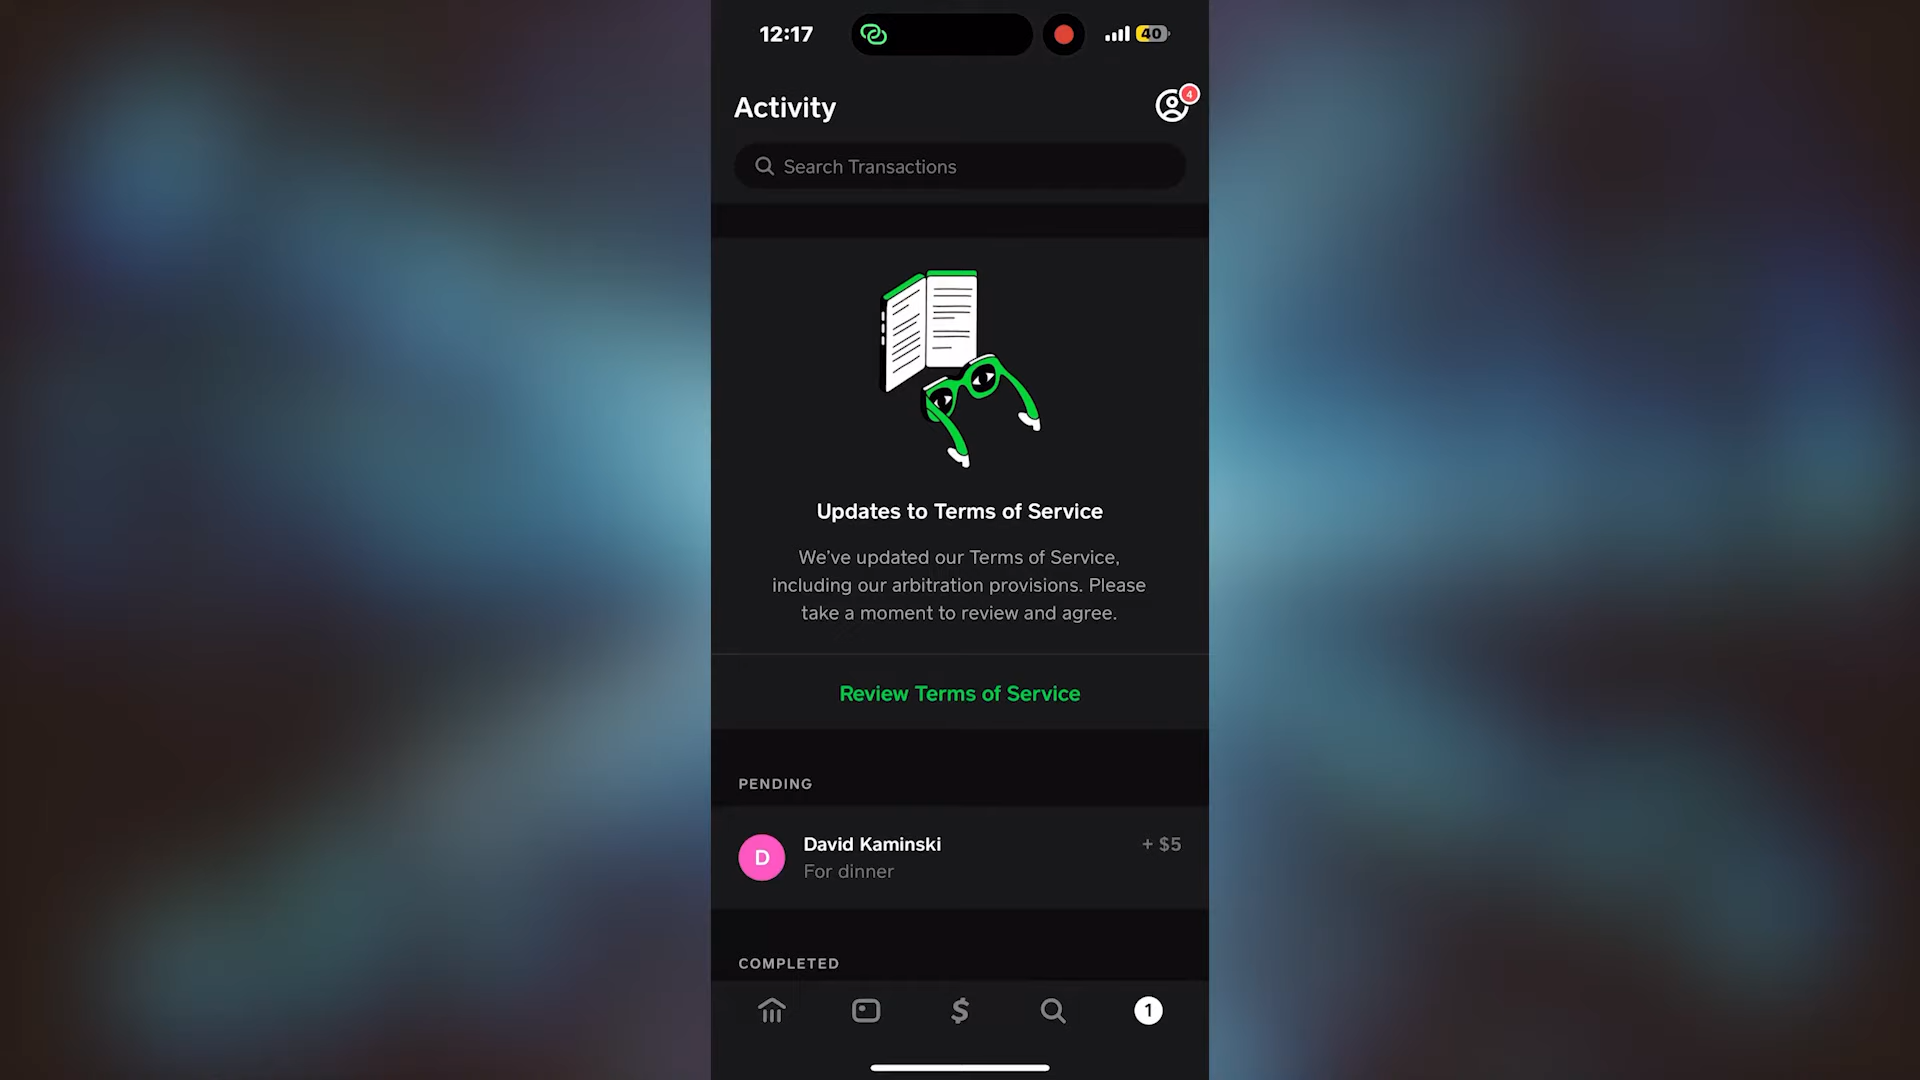 12:17
40
Activity
4
Search Transactions
Updates to Terms of Service
We've updated our Terms of Service,
including our arbitration provisions. Please
take a moment to review and agree.
Review Terms of Service
PENDING
D
David Kaminski
+ $5
For dinner
COMPLETED
$
1